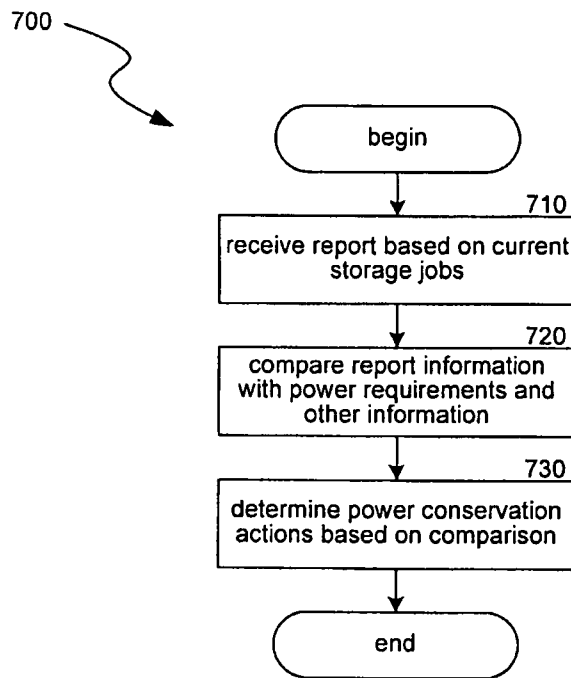 700
begin
710
receive report based on current
storage jobs
720
compare report information
with power requirements and
other information
730
determine power conservation
actions based on comparison
end